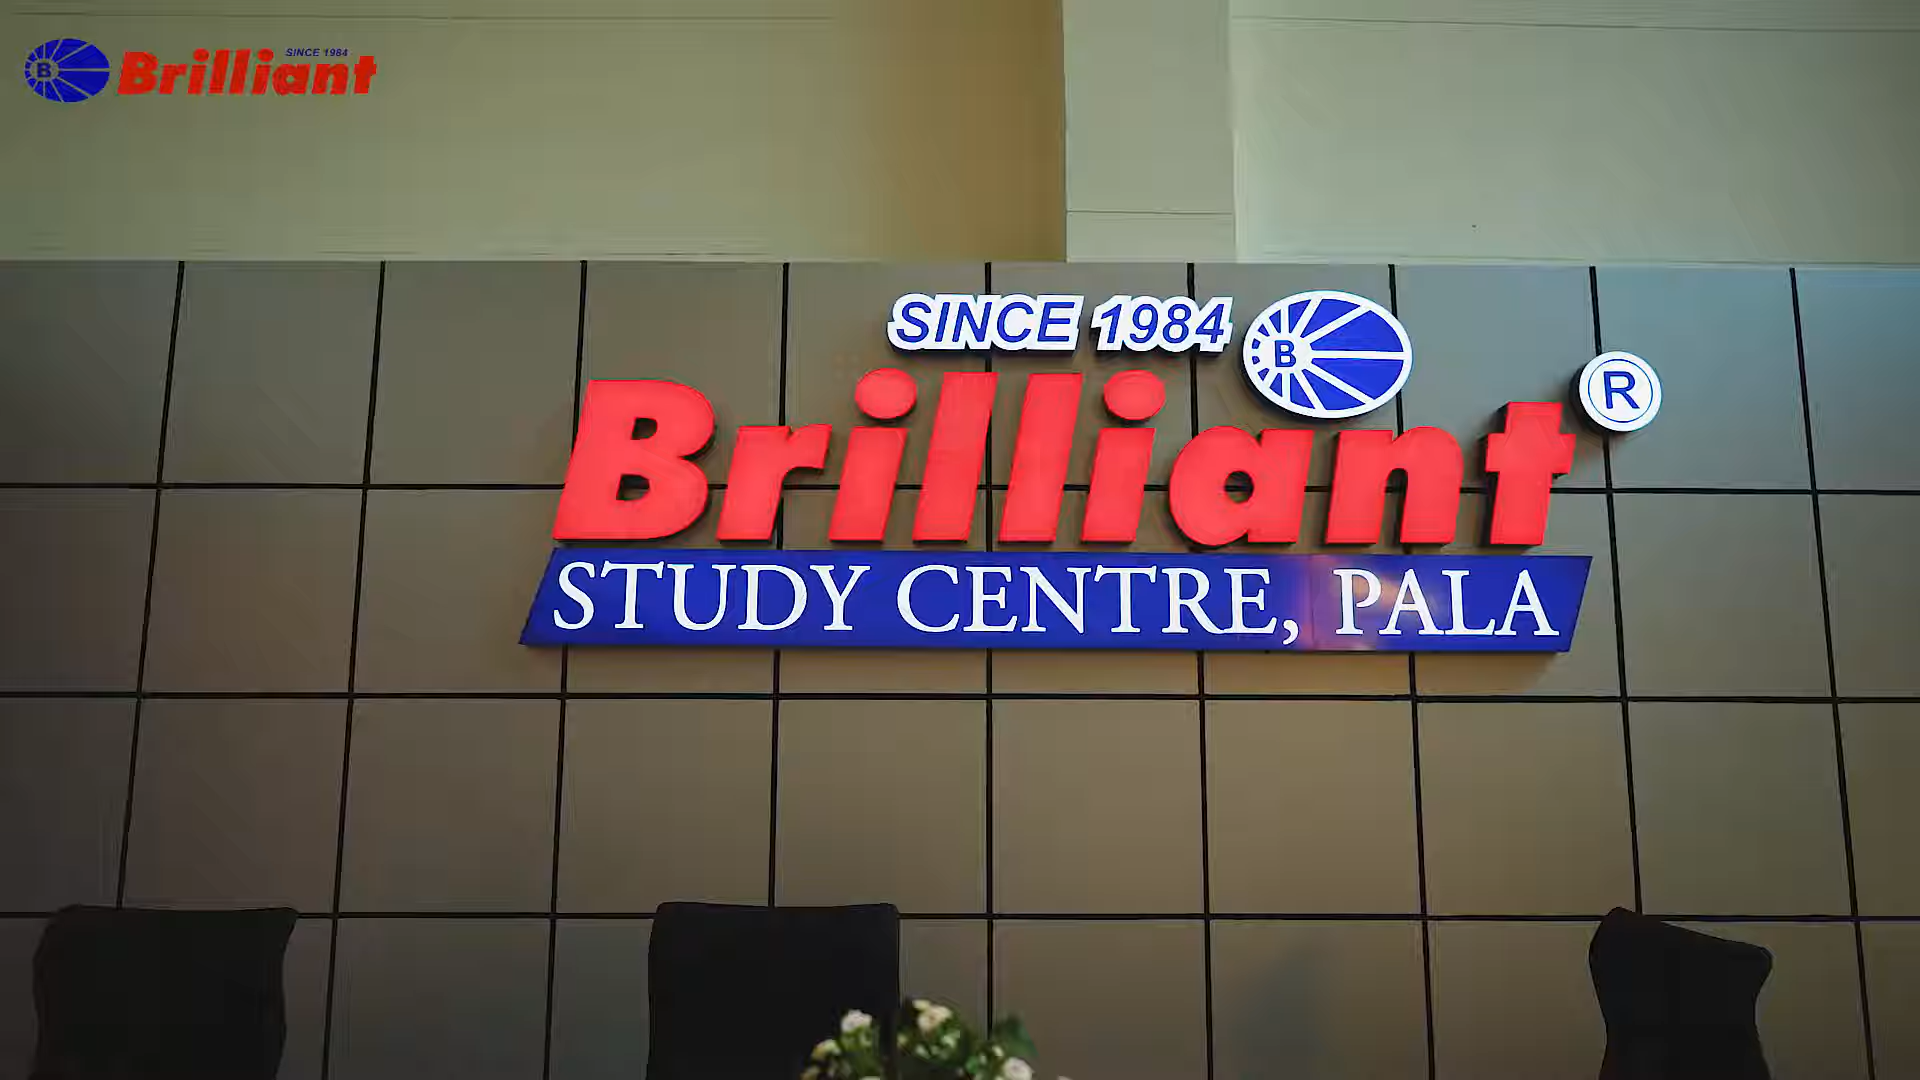 SINCE 1984
B Brilliant
SINCE 1984
B
Brilliant ®
STUDY CENTRE, PALA